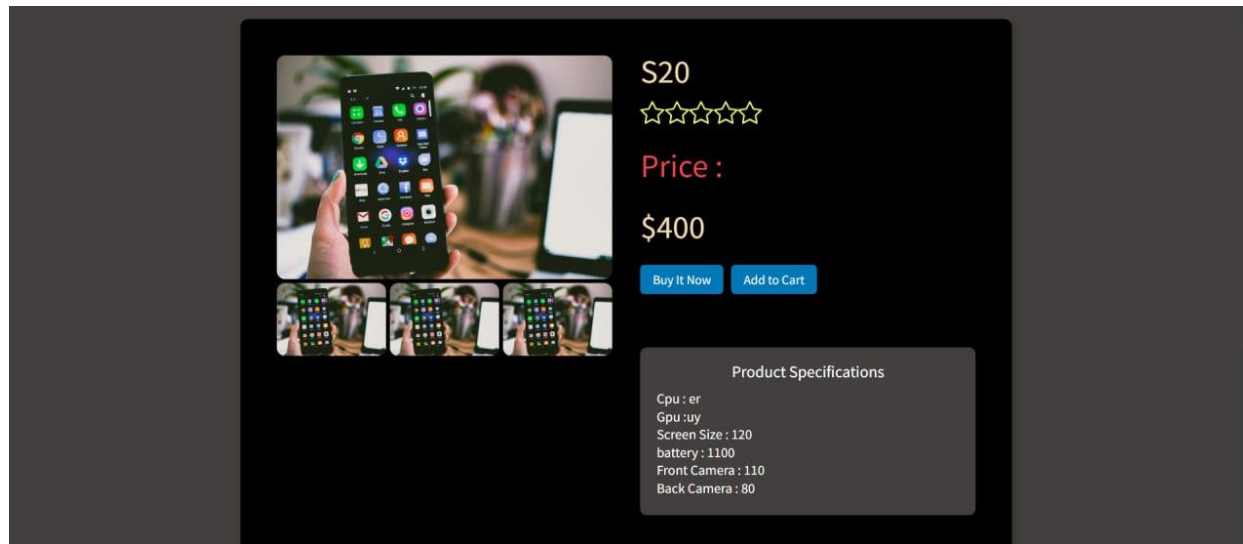 S20
Price :
$400
Buy It Now
Add to Cart
Product Specifications
Cpu : er
Gpu :uy
Screen Size : 120
battery : 1100
Front Camera : 110
Back Camera : 80